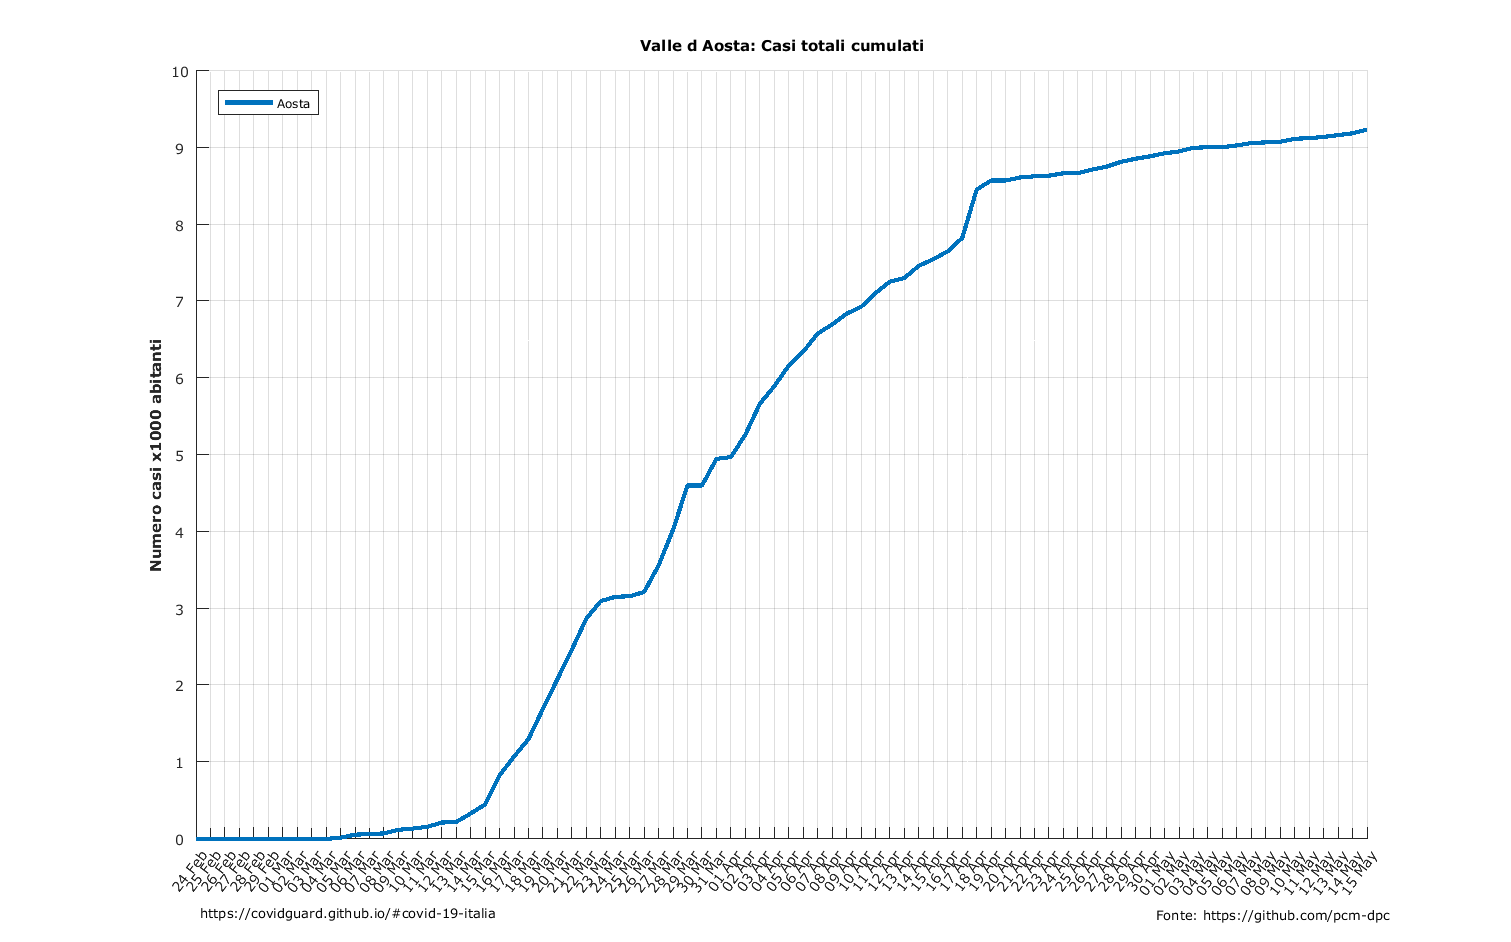 Valle d Aosta: Casi totali cumulati
Aosta
Numero casi x1000 abitanti
10
9
8
7
6
5
4
3
2
1
0
24 Feb
25 Feb
26 Feb
27 Feb
28 Feb
29 Feb
01 Mar
02 Mar
03 Mar
04 Mar
05 Mar
06 Mar
07 Mar
08 Mar
09 Mar
10 Mar
11 Mar
12 Mar
13 Mar
14 Mar
15 Mar
16 Mar
17 Mar
18 Mar
19 Mar
20 Mar
21 Mar
22 Mar
23 Mar
24 Mar
25 Mar
26 Mar
27 Mar
28 Mar
29 Mar
30 Mar
31 Mar
01 Apr
02 Apr
03 Apr
04 Apr
05 Apr
06 Apr
07 Apr
08 Apr
09 Apr
10 Apr
11 Apr
12 Apr
13 Apr
14 Apr
15 Apr
16 Apr
17 Apr
18 Apr
19 Apr
20 Apr
21 Apr
22 Apr
23 Apr
24 Apr
25 Apr
26 Apr
27 Apr
28 Apr
29 Apr
30 Apr
01 May
02 May
03 May
04 May
05 May
06 May
07 May
08 May
09 May
10 May
11 May
12 May
13 May
14 May
15 May
https://covidguard.github.io/#covid-19-italia
Fonte: https://github.com/pcm-dpc